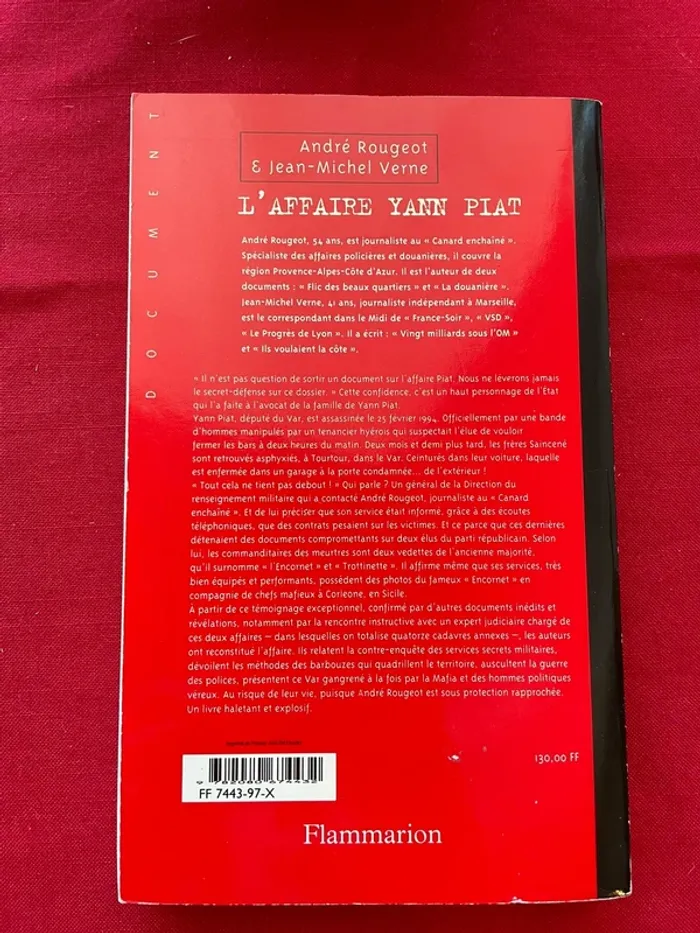 DOCUMENT
André Rougeot
& Jean-Michel Verne
L'AFFAIRE YANN PIAT
André Rougeot, 54 ans, est journaliste au « Canard enchaîné ».
Spécialiste des affaires policières et douanières, il couvre la
région Provence-Alpes-Côte d'Azur. Il est l'auteur de deux
documents : « Flic des beaux quartiers » et « La douanière ».
Jean-Michel Verne, 41 ans, journaliste indépendant à Marseille,
est le correspondant dans le Midi de « France-Soir », « VSD »,
« Le Progrès de Lyon ». Il a écrit : « Vingt milliards sous l'OM »
et « Ils voulaient la côte ».
« Il n'est pas question de sortir un document sur l'affaire Piat. Nous ne lèverons jamais
le secret-défense sur ce dossier. » Cette confidence, c'est un haut personnage de l'État
qui l'a faite à l'avocat de la famille de Yann Piat.
Yann Piat, député du Var, est assassinée le 25 février 1994. Officiellement par une bande
d'hommes manipulés par un tenancier hyérois qui suspectait l'élue de vouloir
fermer les bars à deux heures du matin. Deux mois et demi plus tard, les frères Saincené
sont retrouvés asphyxiés, à Tourtour, dans le Var. Ceinturés dans leur voiture, laquelle
est enfermée dans un garage à la porte condamnée... de l'extérieur !
« Tout cela ne tient pas debout ! » Qui parle ? Un général de la Direction du
renseignement militaire qui a contacté André Rougeot, journaliste au « Canard
enchaîné ». Et de lui préciser que son service était informé, grâce à des écoutes
téléphoniques, que des contrats pesaient sur les victimes. Et ce parce que ces dernières
détenaient des documents compromettants sur deux élus du parti républicain. Selon
lui, les commanditaires des meurtres sont deux vedettes de l'ancienne majorité,
qu'il surnomme « l'Encornet » et « Trottinette ». Il affirme même que ses services, très
bien équipés et performants, possèdent des photos du fameux « Encornet » en
compagnie de chefs mafieux à Corleone, en Sicile.
À partir de ce témoignage exceptionnel, confirmé par d'autres documents inédits et
révélations, notamment par la rencontre instructive avec un expert judiciaire chargé de
ces deux affaires – dans lesquelles on totalise quatorze cadavres annexes –, les auteurs
ont reconstitué l'affaire. Ils relatent la contre-enquête des services secrets militaires,
dévoilent les méthodes des barbouzes qui quadrillent le territoire, auscultent la guerre
des polices, présentent ce Var gangrené à la fois par la Mafia et des hommes politiques
véreux. Au risque de leur vie, puisque André Rougeot est sous protection rapprochée.
Un livre haletant et explosif.
130,00 FF
9 782080 674432
FF 7443-97-X
Flammarion